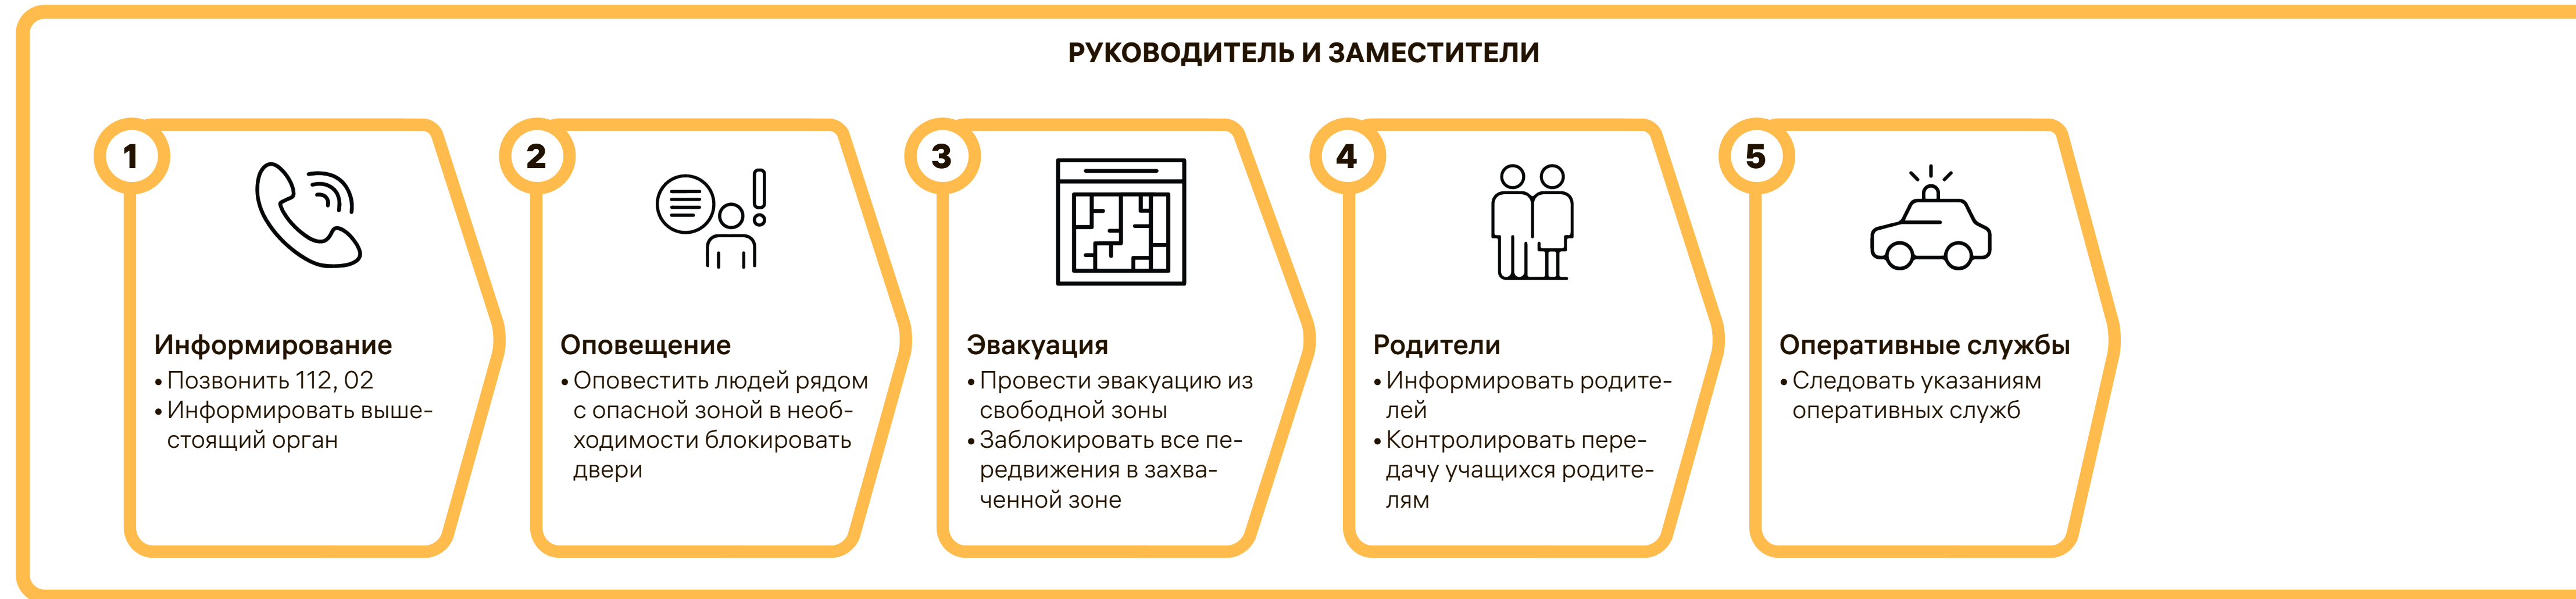 РУКОВОДИТЕЛЬ И ЗАМЕСТИТЕЛИ
1
Информирование
• Позвонить 112, 02
• Информировать выше-
стоящий орган
2
Оповещение
• Оповестить людей рядом
с опасной зоной в необ-
ходимости блокировать
двери
3
Эвакуация
• Провести эвакуацию из
свободной зоны
• Заблокировать все пе-
редвижения в захва-
ченной зоне
4
Родители
• Информировать родите-
лей
• Контролировать пере-
дачу учащихся родите-
лям
5
Оперативные службы
• Следовать указаниям
оперативных служб